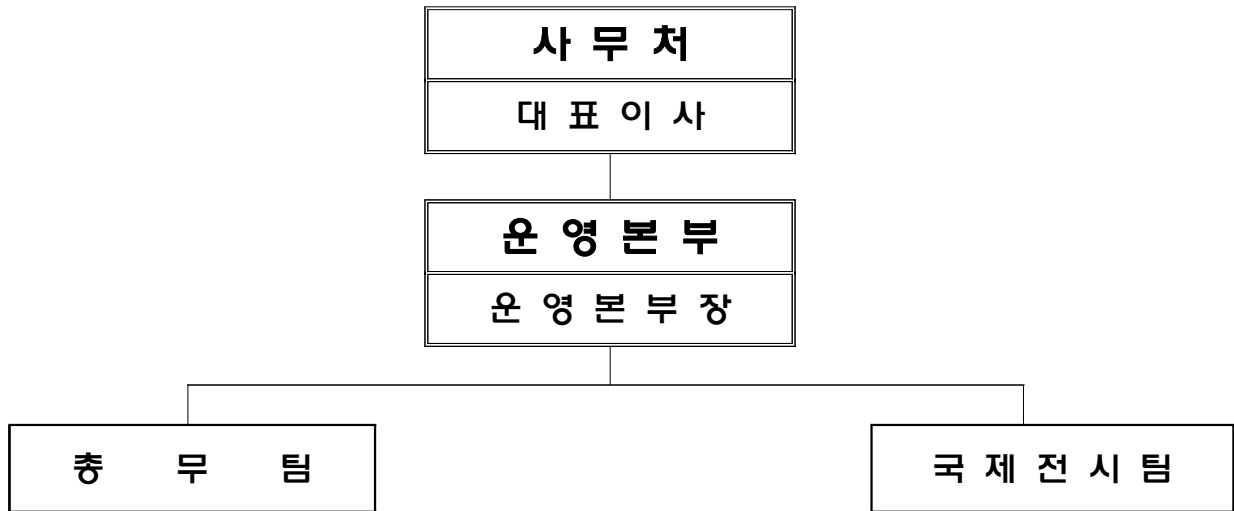 사 무 처
대 표 이 사
운 영 본 부
운 영 본 부 장
총 무 팀
국 제 전 시 팀